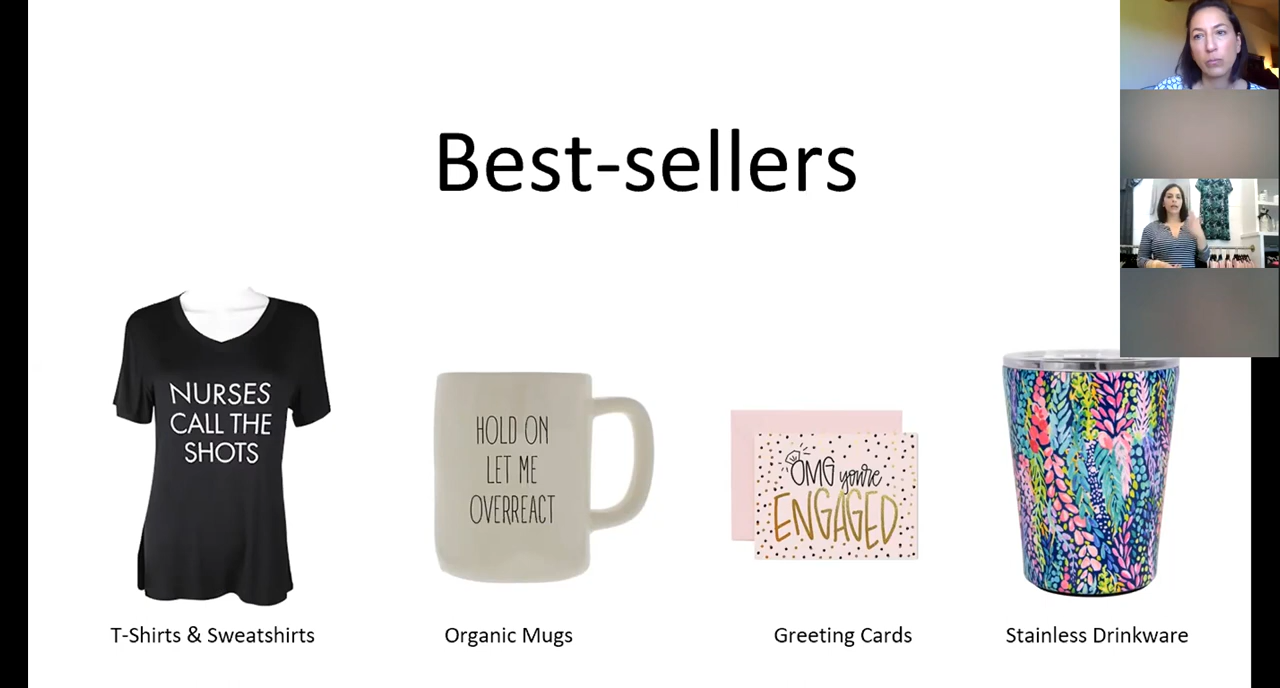 Best-sellers
NURSES
CALL THE
SHOTS
HOLD ON
LET ME
OVERREACT
OMG you're
ENGAGED
T-Shirts & Sweatshirts
Organic Mugs
Greeting Cards
Stainless Drinkware